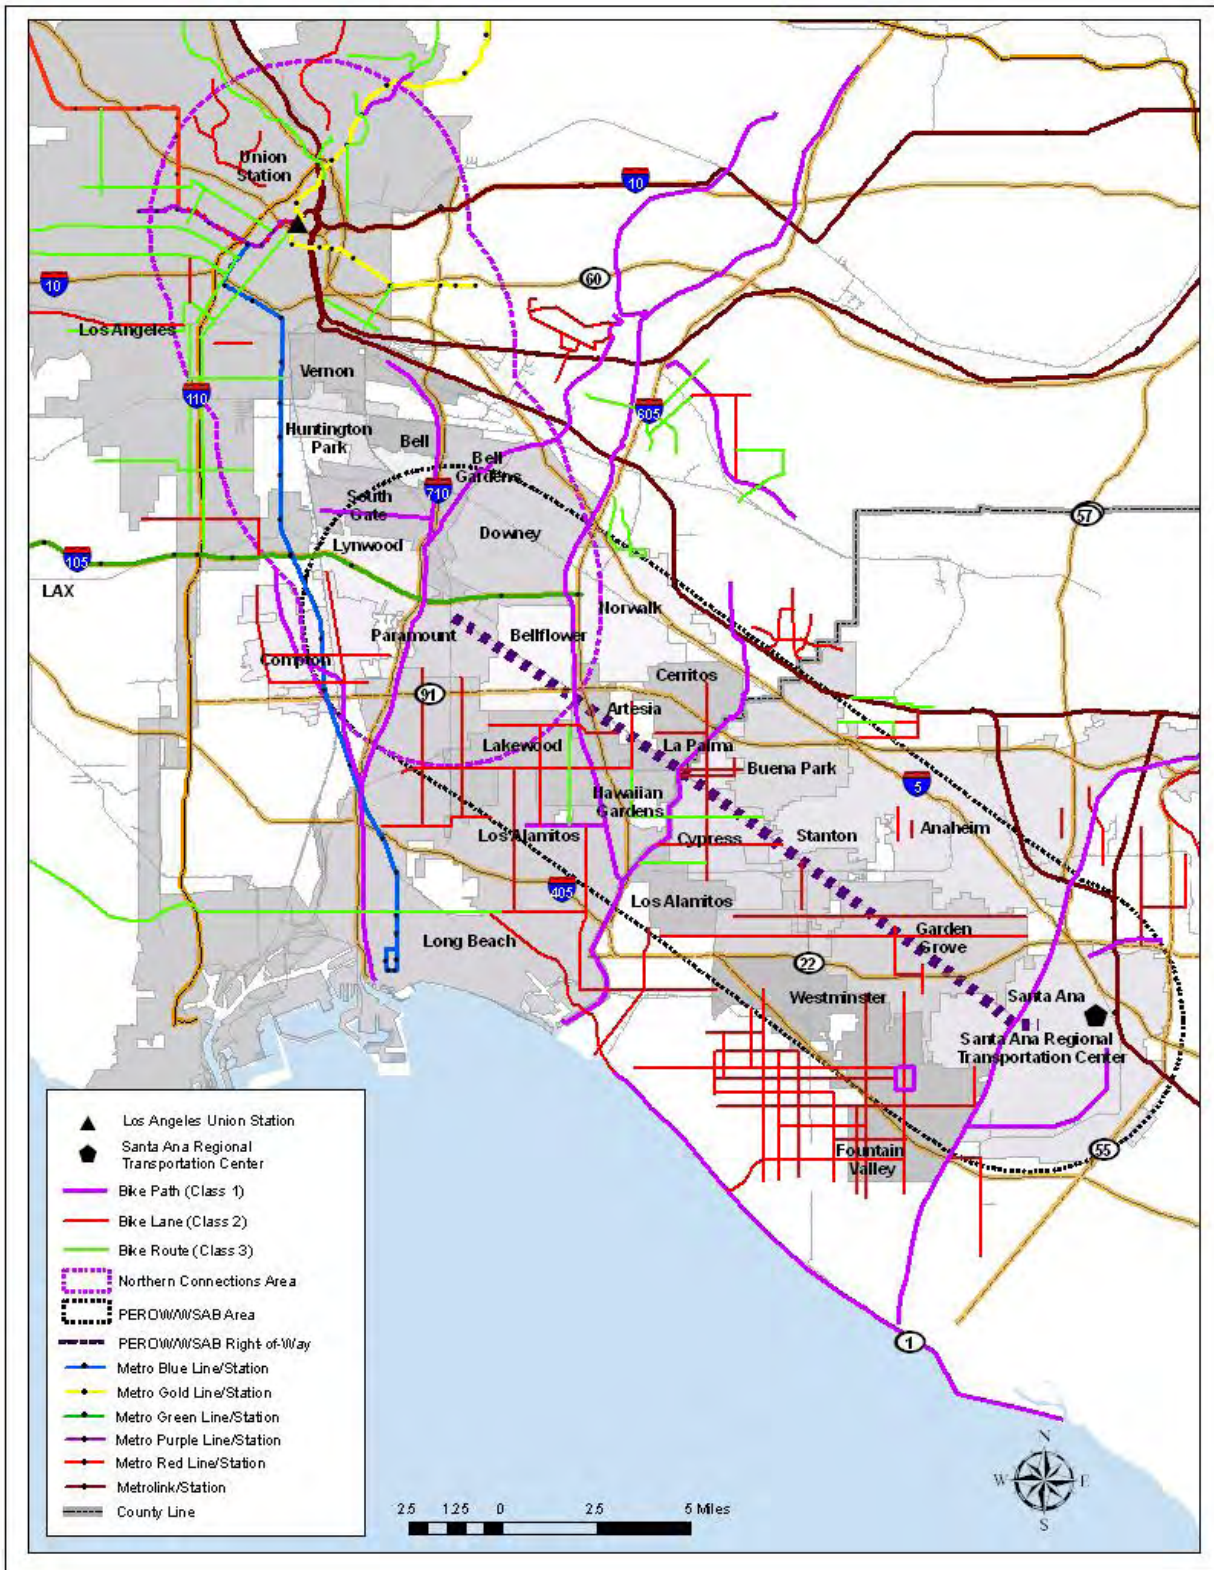 Union
Station
10
60
10
Los Angeles
Vernon
110
605
Huntington
Park
Bell
Bell
Gardens
710
South
Gate
57
Downey
Lynwood
105
LAX
Norwalk
Paramount
Bellflower
Compton
Cerritos
91
Artesia
Lakewood
La Palma
Buena Park
5
Hawaiian
Gardens
Los Alamitos
Cypress
Stanton
Anaheim
405
Los Alamitos
Long Beach
Garden
Grove
22
Westminster
Santa Ana
Santa Ana Regional
Transportation Center
55
Fountain
Valley
1
Los Angeles Union Station
Santa Ana Regional
Transportation Center
Bike Path (Class 1)
Bike Lane (Class 2)
Bike Route (Class 3)
Northern Connections Area
PEROW/WSAB Area
PEROW/WSAB Right-of-Way
Metro Blue Line/Station
Metro Gold Line/Station
Metro Green Line/Station
Metro Purple Line/Station
Metro Red Line/Station
Metrolink/Station
County Line
2.5 1.25 0 2.5 5 Miles
N
W E
S